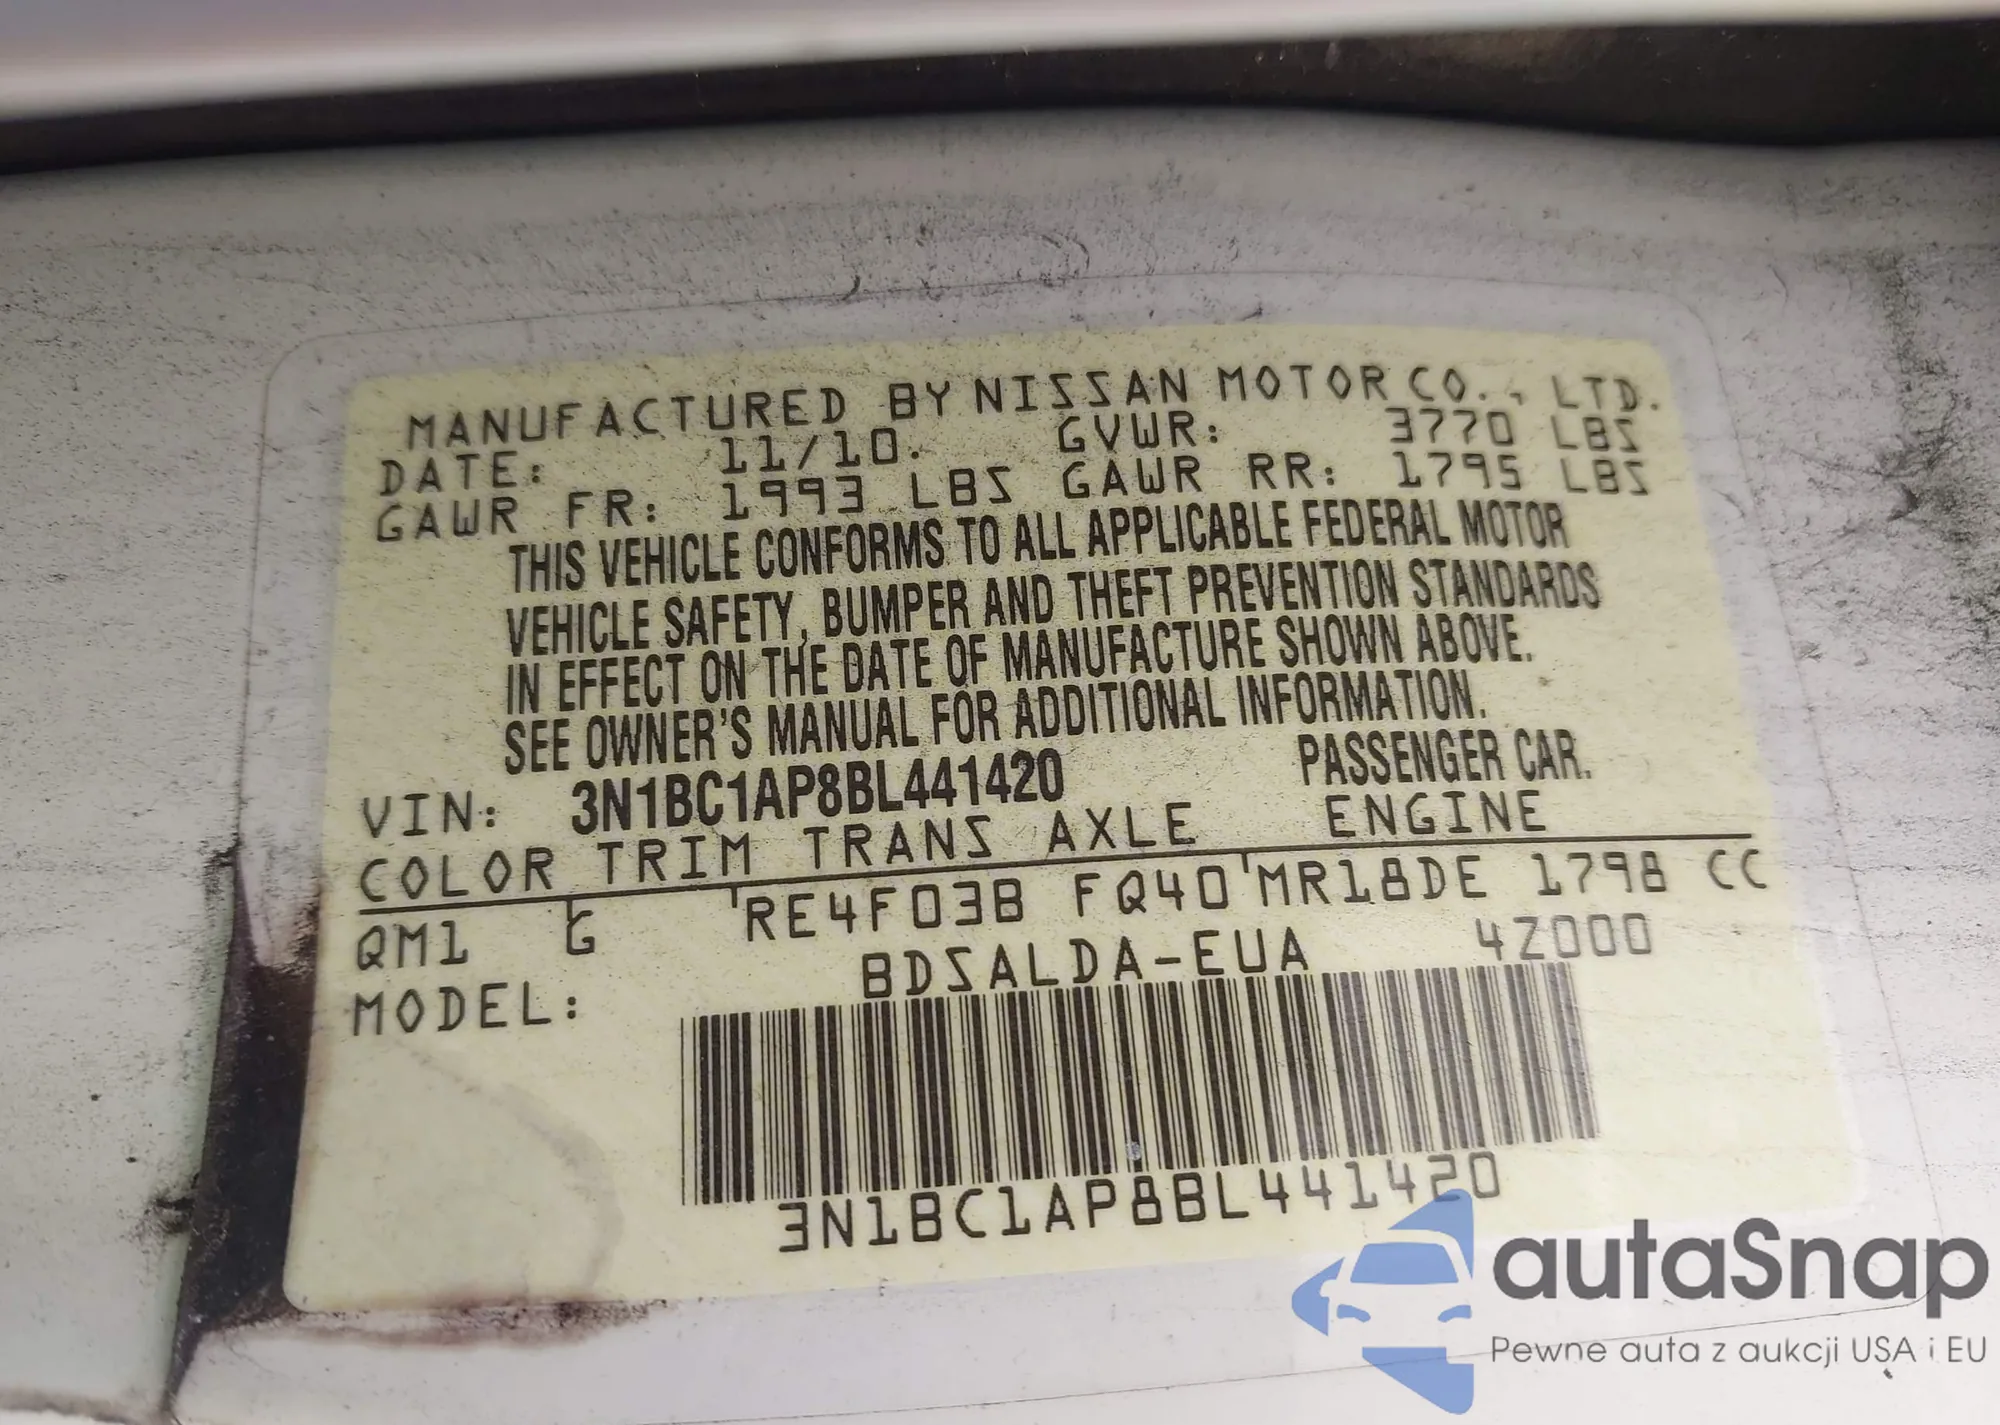 MANUFACTURED BY NISSAN MOTOR CO., LTD.
DATE: 11/10. GVWR: 3770 LBS
GAWR FR: 1993 LBS GAWR RR: 1795 LBS
THIS VEHICLE CONFORMS TO ALL APPLICABLE FEDERAL MOTOR
VEHICLE SAFETY, BUMPER AND THEFT PREVENTION STANDARDS
IN EFFECT ON THE DATE OF MANUFACTURE SHOWN ABOVE.
SEE OWNER'S MANUAL FOR ADDITIONAL INFORMATION.
VIN: 3N1BC1AP8BL441420 PASSENGER CAR.
COLOR TRIM TRANS AXLE ENGINE
QM1 G RE4F03B FQ40 MR18DE 1798 CC
MODEL: BDSALDA-EUA 4Z000
3N1BC1AP8BL441420
autaSnap
Pewne auta z aukcji USA i EU